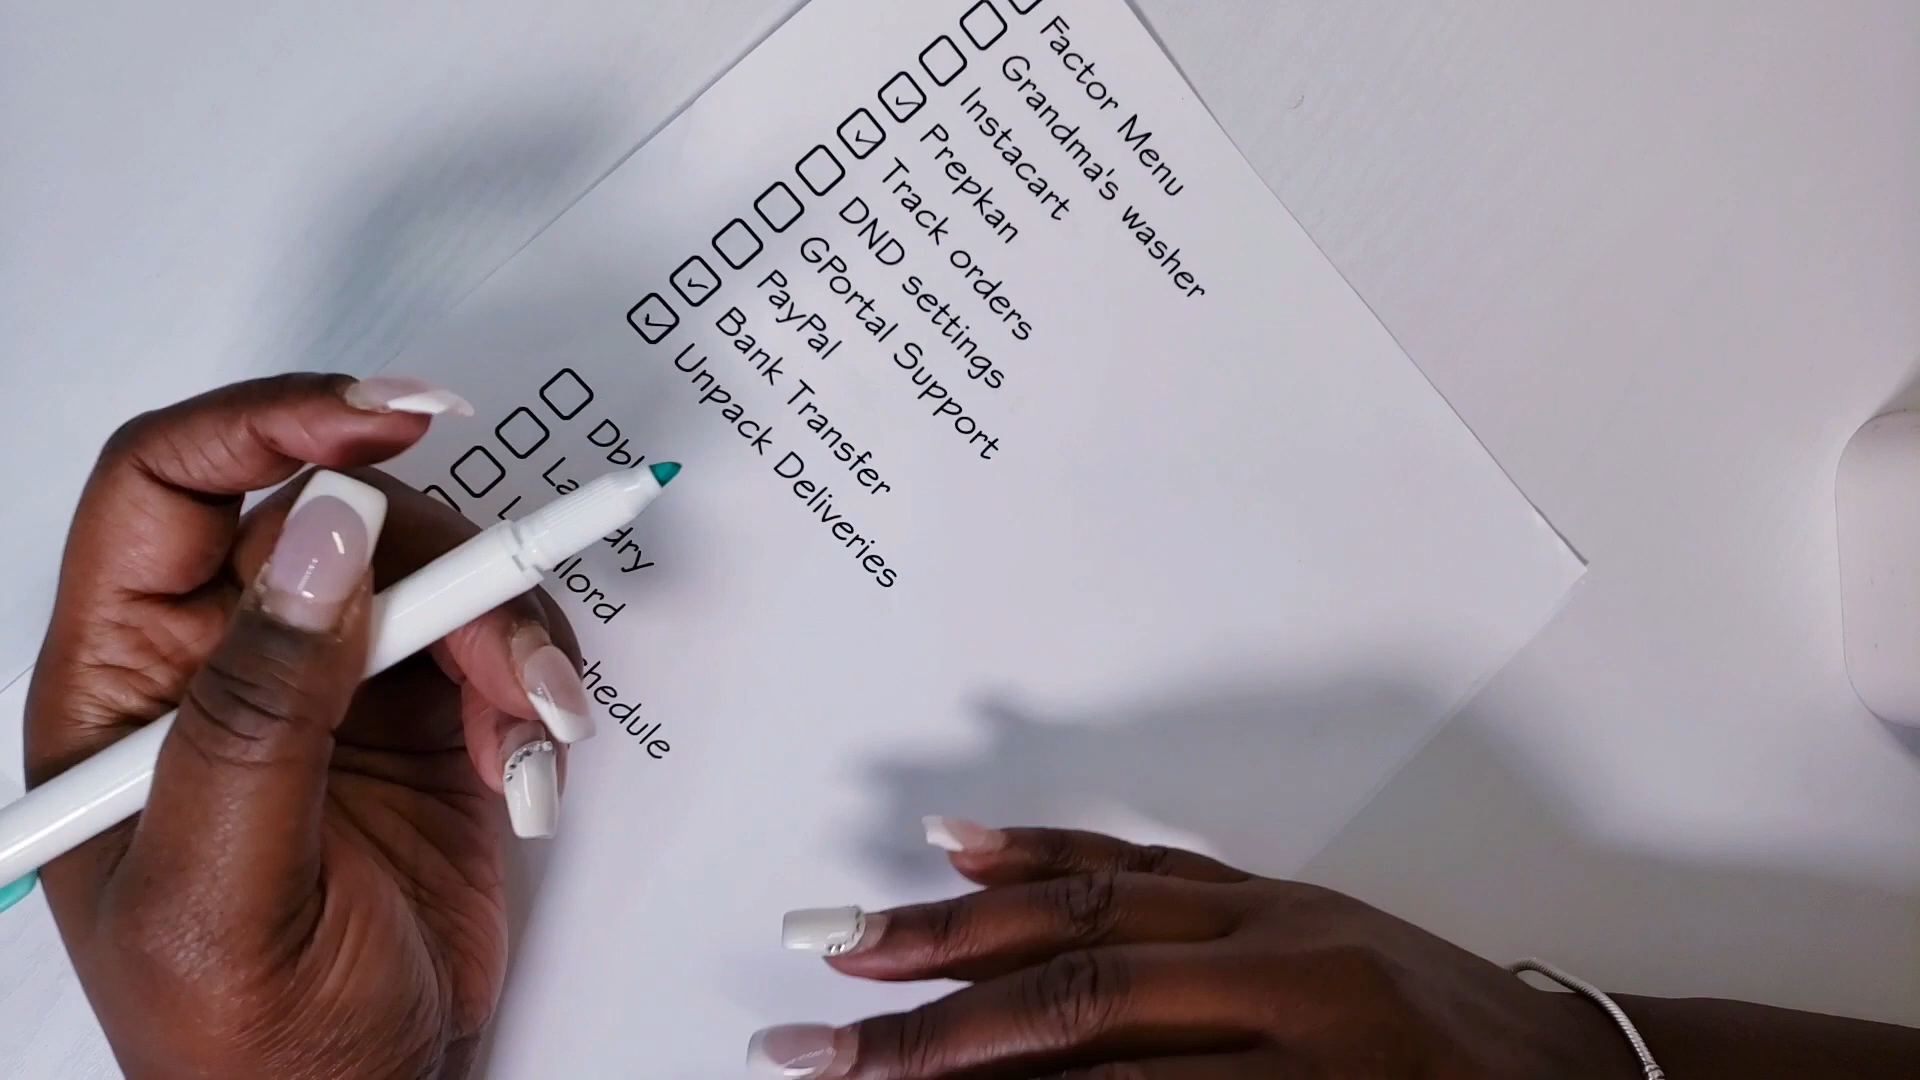 Factor Menu
Grandma's washer
Instacart
Prepkan
Track orders
DND settings
GPortal Support
PayPal
Bank Transfer
Unpack Deliveries